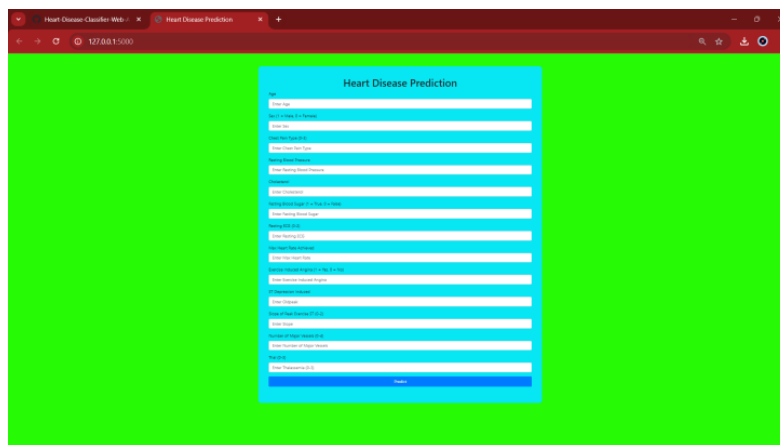 Heart-Disease-Classifier-Web-
Heart Disease Prediction
127.0.0.1:5000
Heart Disease Prediction
Age
Enter Age
Sex (1 = Male, 0 = Female)
Enter Sex
Chest Pain Type (0-3)
Enter Chest Pain Type
Resting Blood Pressure
Enter Resting Blood Pressure
Cholesterol
Enter Cholesterol
Fasting Blood Sugar (1 = True, 0 = False)
Enter Fasting Blood Sugar
Resting ECG (0-2)
Enter Resting ECG
Max Heart Rate Achieved
Enter Max Heart Rate
Exercise Induced Angina (1 = Yes, 0 = No)
Enter Exercise Induced Angina
ST Depression Induced
Enter Oldpeak
Slope of Peak Exercise ST (0-2)
Enter Slope
Number of Major Vessels (0-4)
Enter Number of Major Vessels
Enter Thalassemia (0-3)
Predict